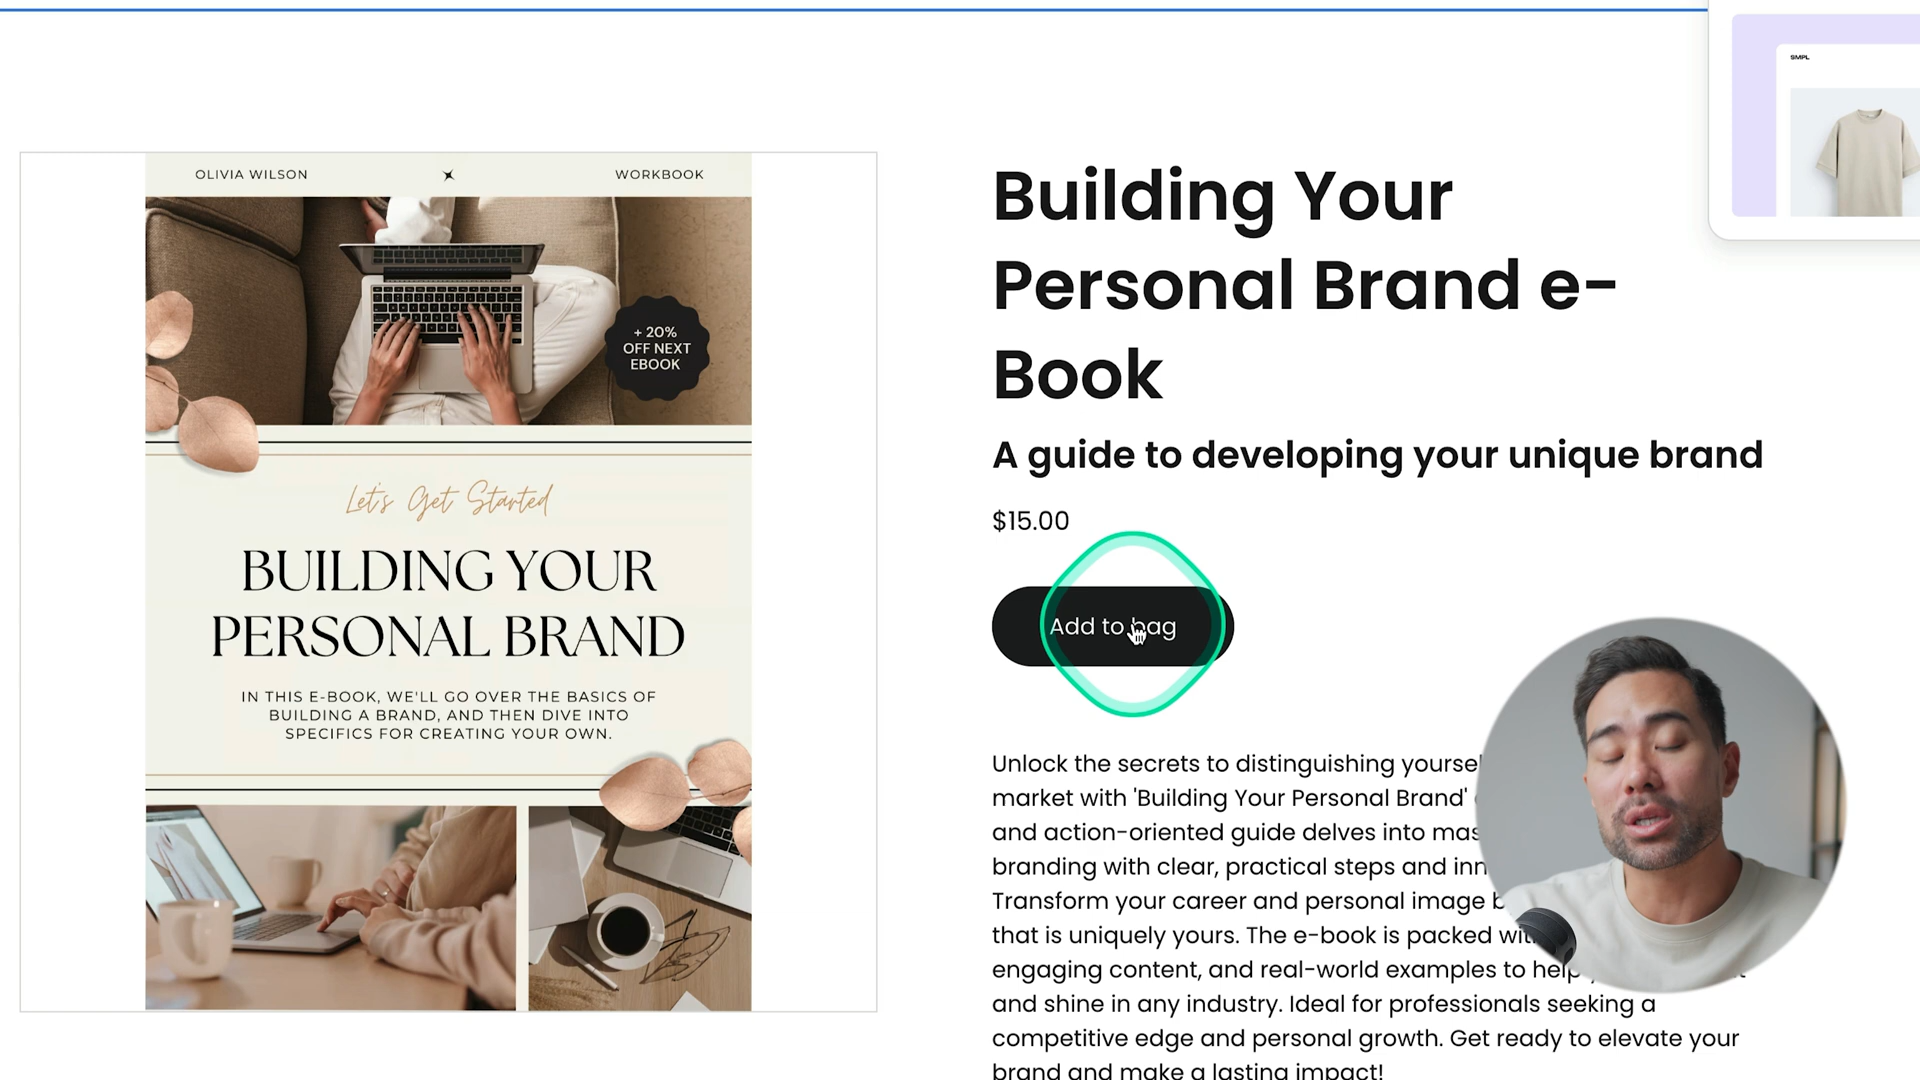 SMPL
OLIVIA WILSON
WORKBOOK
+ 20%
OFF NEXT
EBOOK
Let's Get Started
BUILDING YOUR
PERSONAL BRAND
IN THIS E-BOOK, WE'LL GO OVER THE BASICS OF
BUILDING A BRAND, AND THEN DIVE INTO
SPECIFICS FOR CREATING YOUR OWN.
Building Your
Personal Brand e-
Book
A guide to developing your unique brand
$15.00
Add to bag
Unlock the secrets to distinguishing
market with 'Building Your Personal Brand'
and action-oriented guide delves into
branding with clear, practical steps and
Transform your career and personal image
that is uniquely yours. The e-book is packed
engaging content, and real-world examples to help
and shine in any industry. Ideal for professionals seeking a
competitive edge and personal growth. Get ready to elevate your
brand and make a lasting impact!